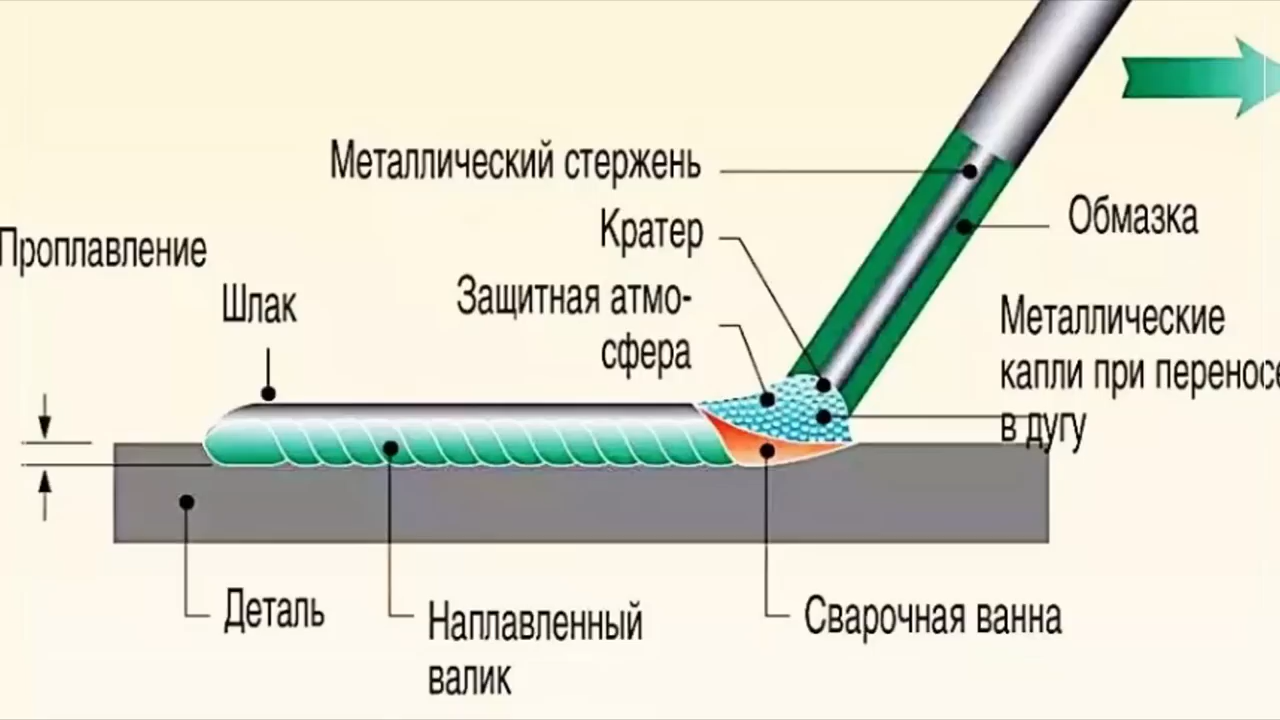 Металлический стержень
Обмазка
Кратер
Проплавление
Шлак
Защитная атмо-
сфера
Металлические
капли при переносе
в дугу
Деталь
Наплавленный
валик
Сварочная ванна